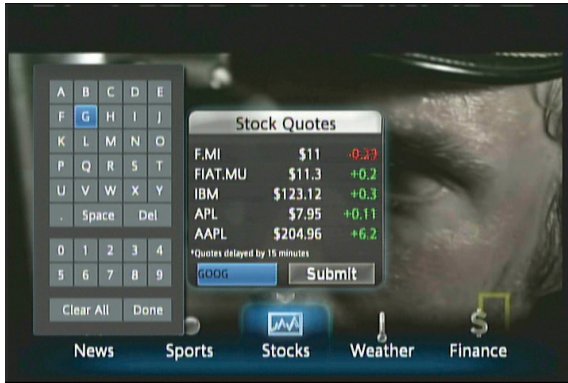 A B C D E
F G H I J
K L M N O
P Q R S T
U V W X Y
. Space Del
0 1 2 3 4
5 6 7 8 9
Clear All Done
Stock Quotes
F.MI $11
FIAT.MU $11.3 +0.2
IBM $123.12 +0.3
APL $7.95 +0.11
AAPL $204.96 +6.2
*Quotes delayed by 15 minutes
GOOG Submit
News Sports Stocks Weather Finance